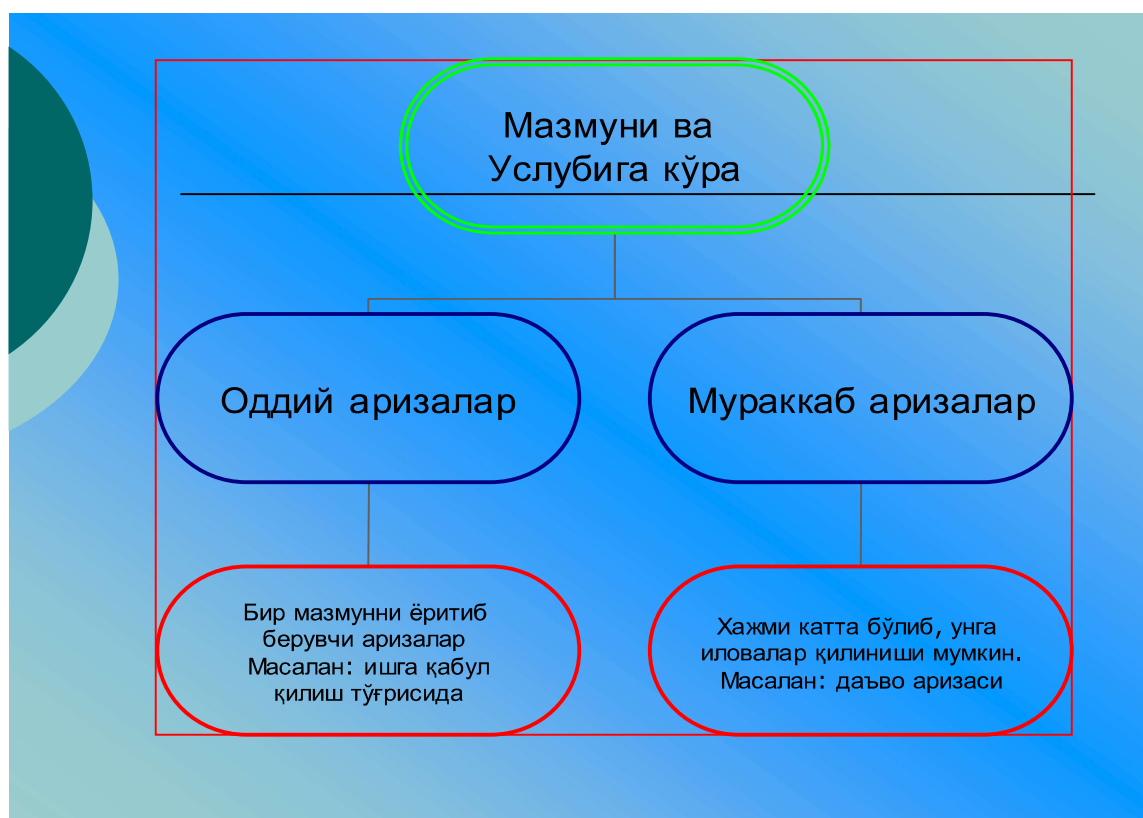 Мазмуни ва
Услубига кўра
Оддий аризалар
Мураккаб аризалар
Бир мазмунни ёритиб
берувчи аризалар
Масалан: ишга қабул
қилиш тўғрисида
Хажми катта бўлиб, унга
иловалар қилиниши мумкин.
Масалан: даъво аризаси